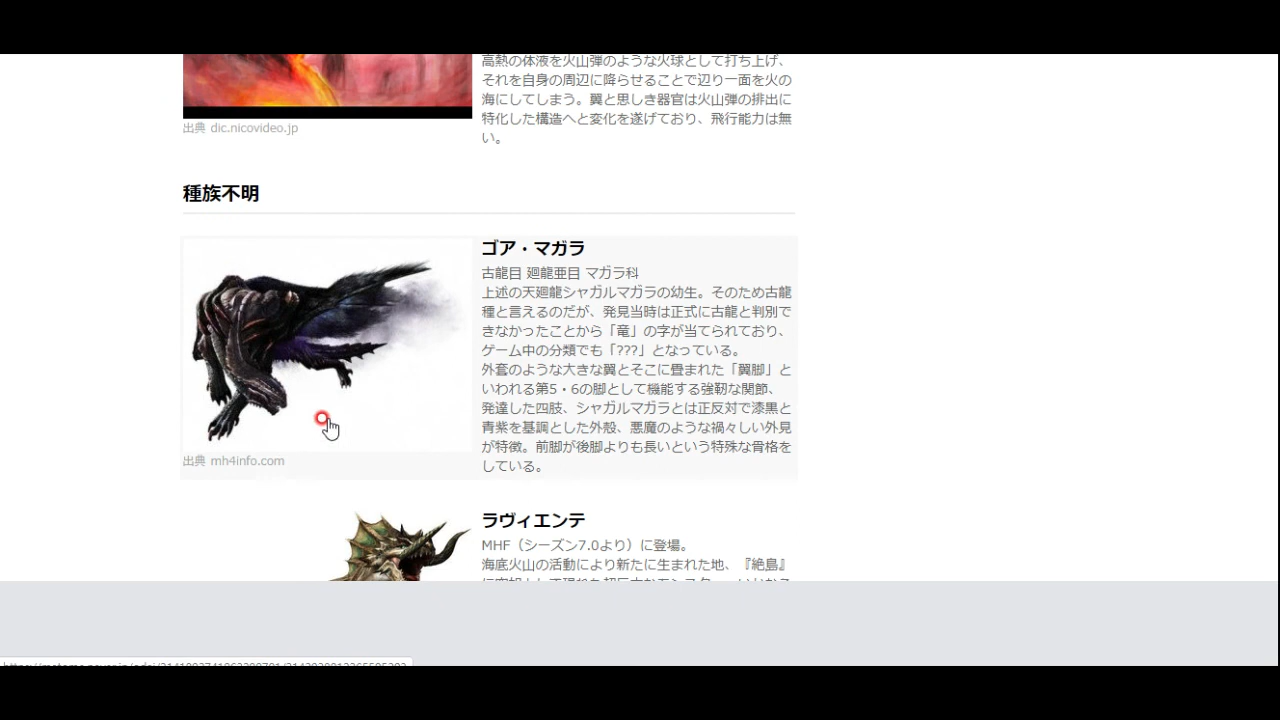 高熱の体液を火山弾のような火球として打ち上げ、
それを自身の周辺に降らせることで辺り一面を火の
海にしてしまう。翼と思しき器官は火山弾の排出に
特化した構造へと変化を遂げており、飛行能力は無
い。
出典 dic.nicovideo.jp
種族不明
ゴア・マガラ
古龍目 廻龍亜目 マガラ科
上述の天廻龍シャガルマガラの幼生。そのため古龍
種と言えるのだが、発見当時は正式に古龍と判別で
きなかったことから「竜」の字が当てられており、
ゲーム中の分類でも「???」となっている。
外套のような大きな翼とそこに畳まれた「翼脚」と
いわれる第5・6の脚として機能する強靭な関節、
発達した四肢、シャガルマガラとは正反対で漆黒と
青紫を基調とした外殻、悪魔のような禍々しい外見
が特徴。前脚が後脚よりも長いという特殊な骨格を
している。
出典 mh4info.com
ラヴィエンテ
MHF（シーズン7.0より）に登場。
海底火山の活動により新たに生まれた地、『絶島』